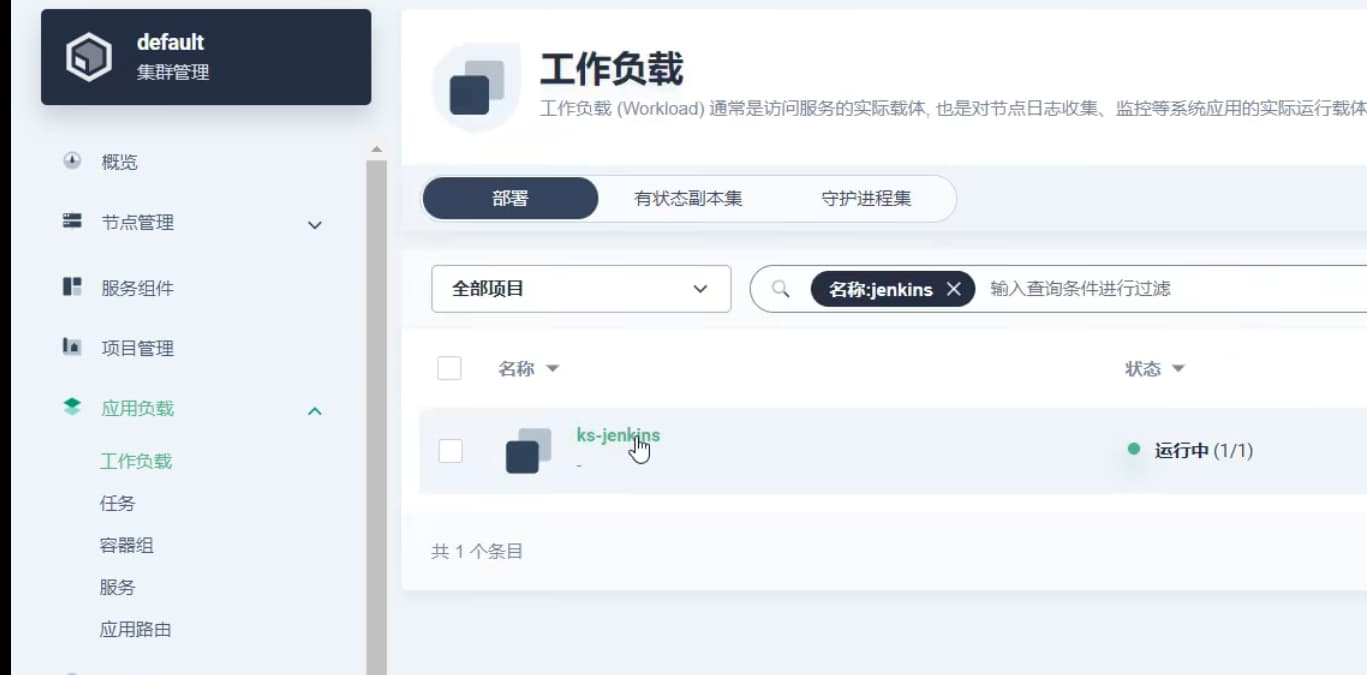 default
集群管理
概览
节点管理
服务组件
项目管理
应用负载
工作负载
任务
容器组
服务
应用路由
工作负载
工作负载 (Workload) 通常是访问服务的实际载体, 也是对节点日志收集、监控等系统应用的实际运行载体
部署 有状态副本集 守护进程集
全部项目 名称:jenkins 输入查询条件进行过滤
名称 状态
ks-jenkins
-
运行中 (1/1)
共 1 个条目